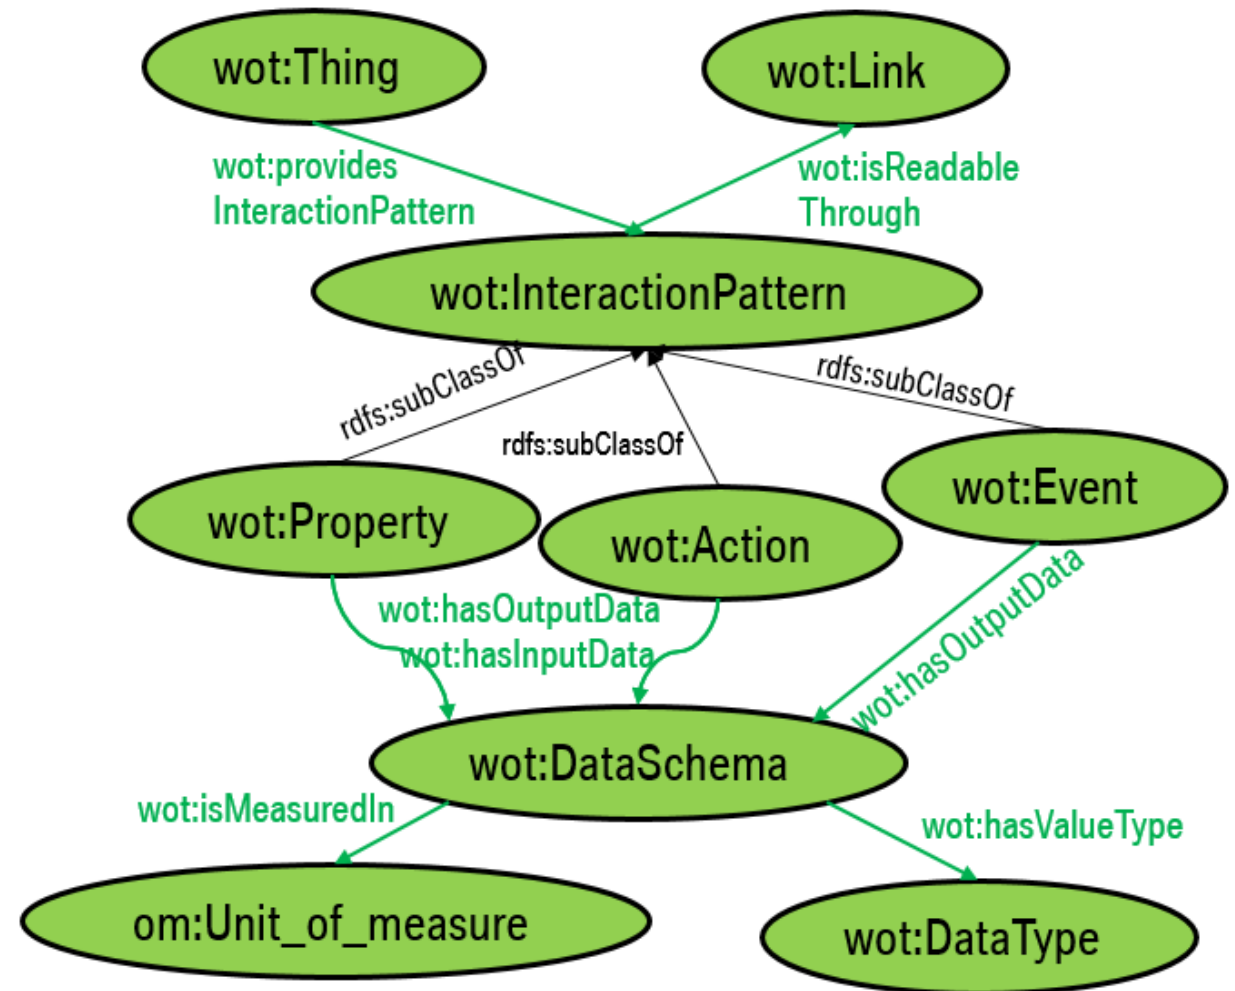 wot:Thing
wot:Link
wot:provides
InteractionPattern
wot:isReadable
Through
wot:InteractionPattern
rdfs:subClassOf
rdfs:subClassOf
rdfs:subClassOf
wot:Property
wot:Action
wot:Event
wot:hasOutputData
wot:hasInputData
wot:hasOutputData
wot:DataSchema
wot:isMeasuredIn
wot:hasValueType
om:Unit_of_measure
wot:DataType